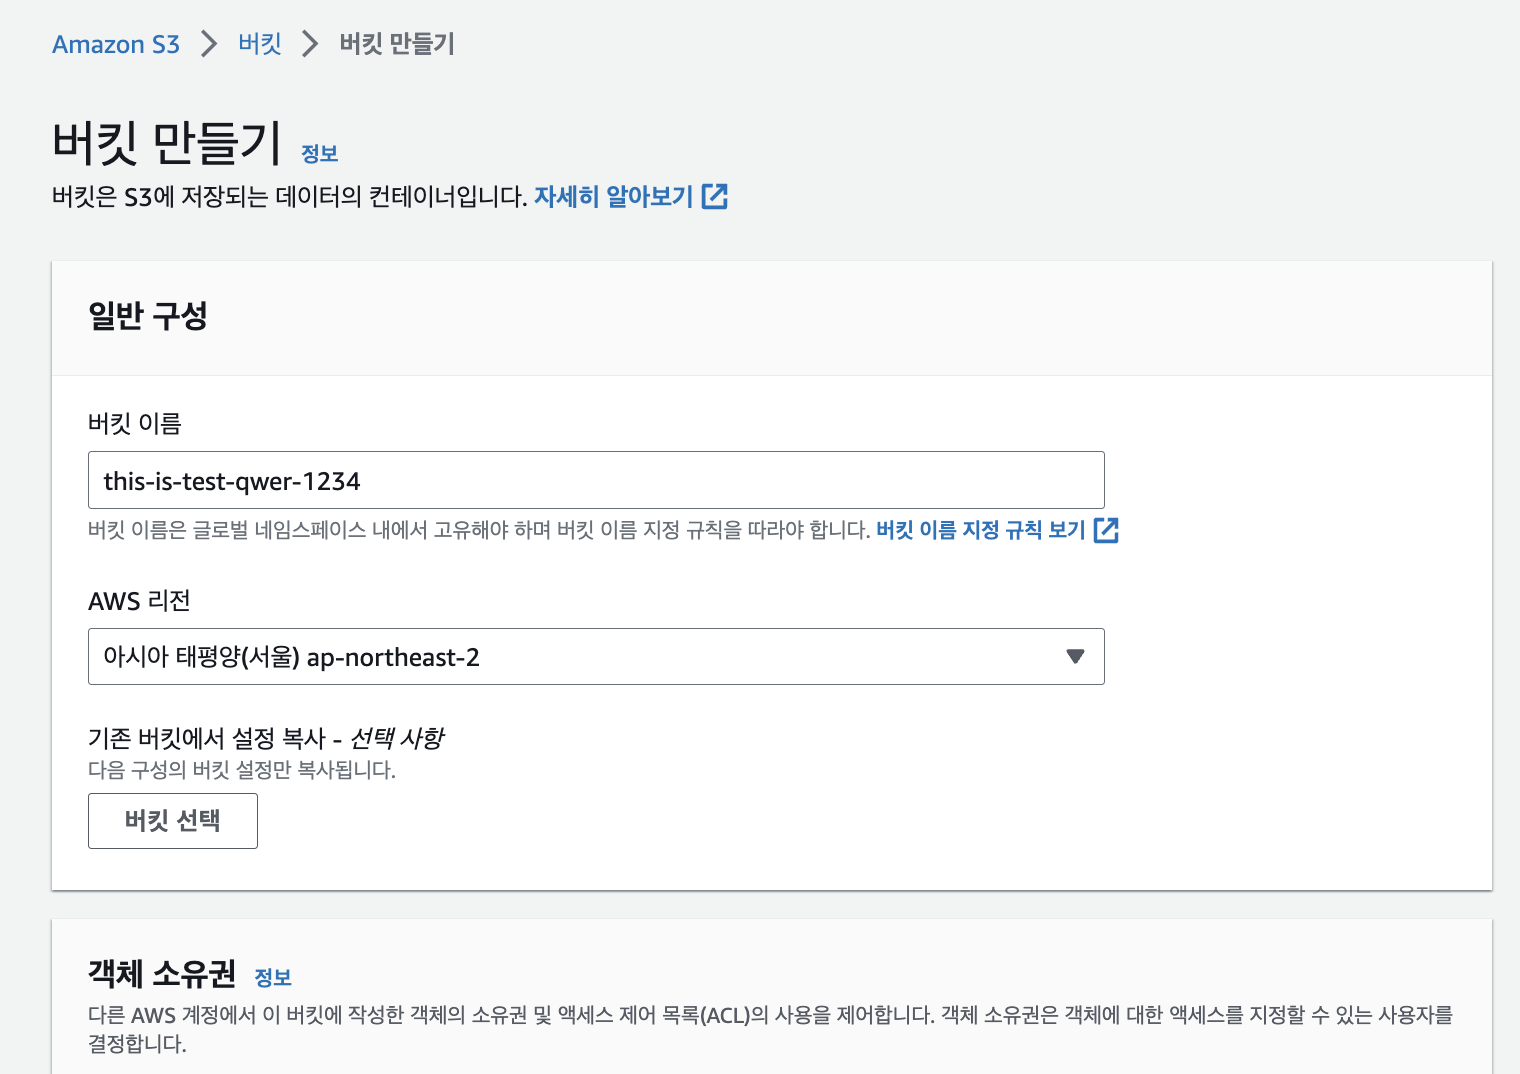 Amazon S3 > 버킷 > 버킷 만들기
버킷 만들기 정보
버킷은 S3에 저장되는 데이터의 컨테이너입니다. 자세히 알아보기
일반 구성
버킷 이름
this-is-test-qwer-1234
버킷 이름은 글로벌 네임스페이스 내에서 고유해야 하며 버킷 이름 지정 규칙을 따라야 합니다. 버킷 이름 지정 규칙 보기
AWS 리전
아시아 태평양(서울) ap-northeast-2
기존 버킷에서 설정 복사 - 선택 사항
다음 구성의 버킷 설정만 복사됩니다.
버킷 선택
객체 소유권 정보
다른 AWS 계정에서 이 버킷에 작성한 객체의 소유권 및 액세스 제어 목록(ACL)의 사용을 제어합니다. 객체 소유권은 객체에 대한 액세스를 지정할 수 있는 사용자를
결정합니다.